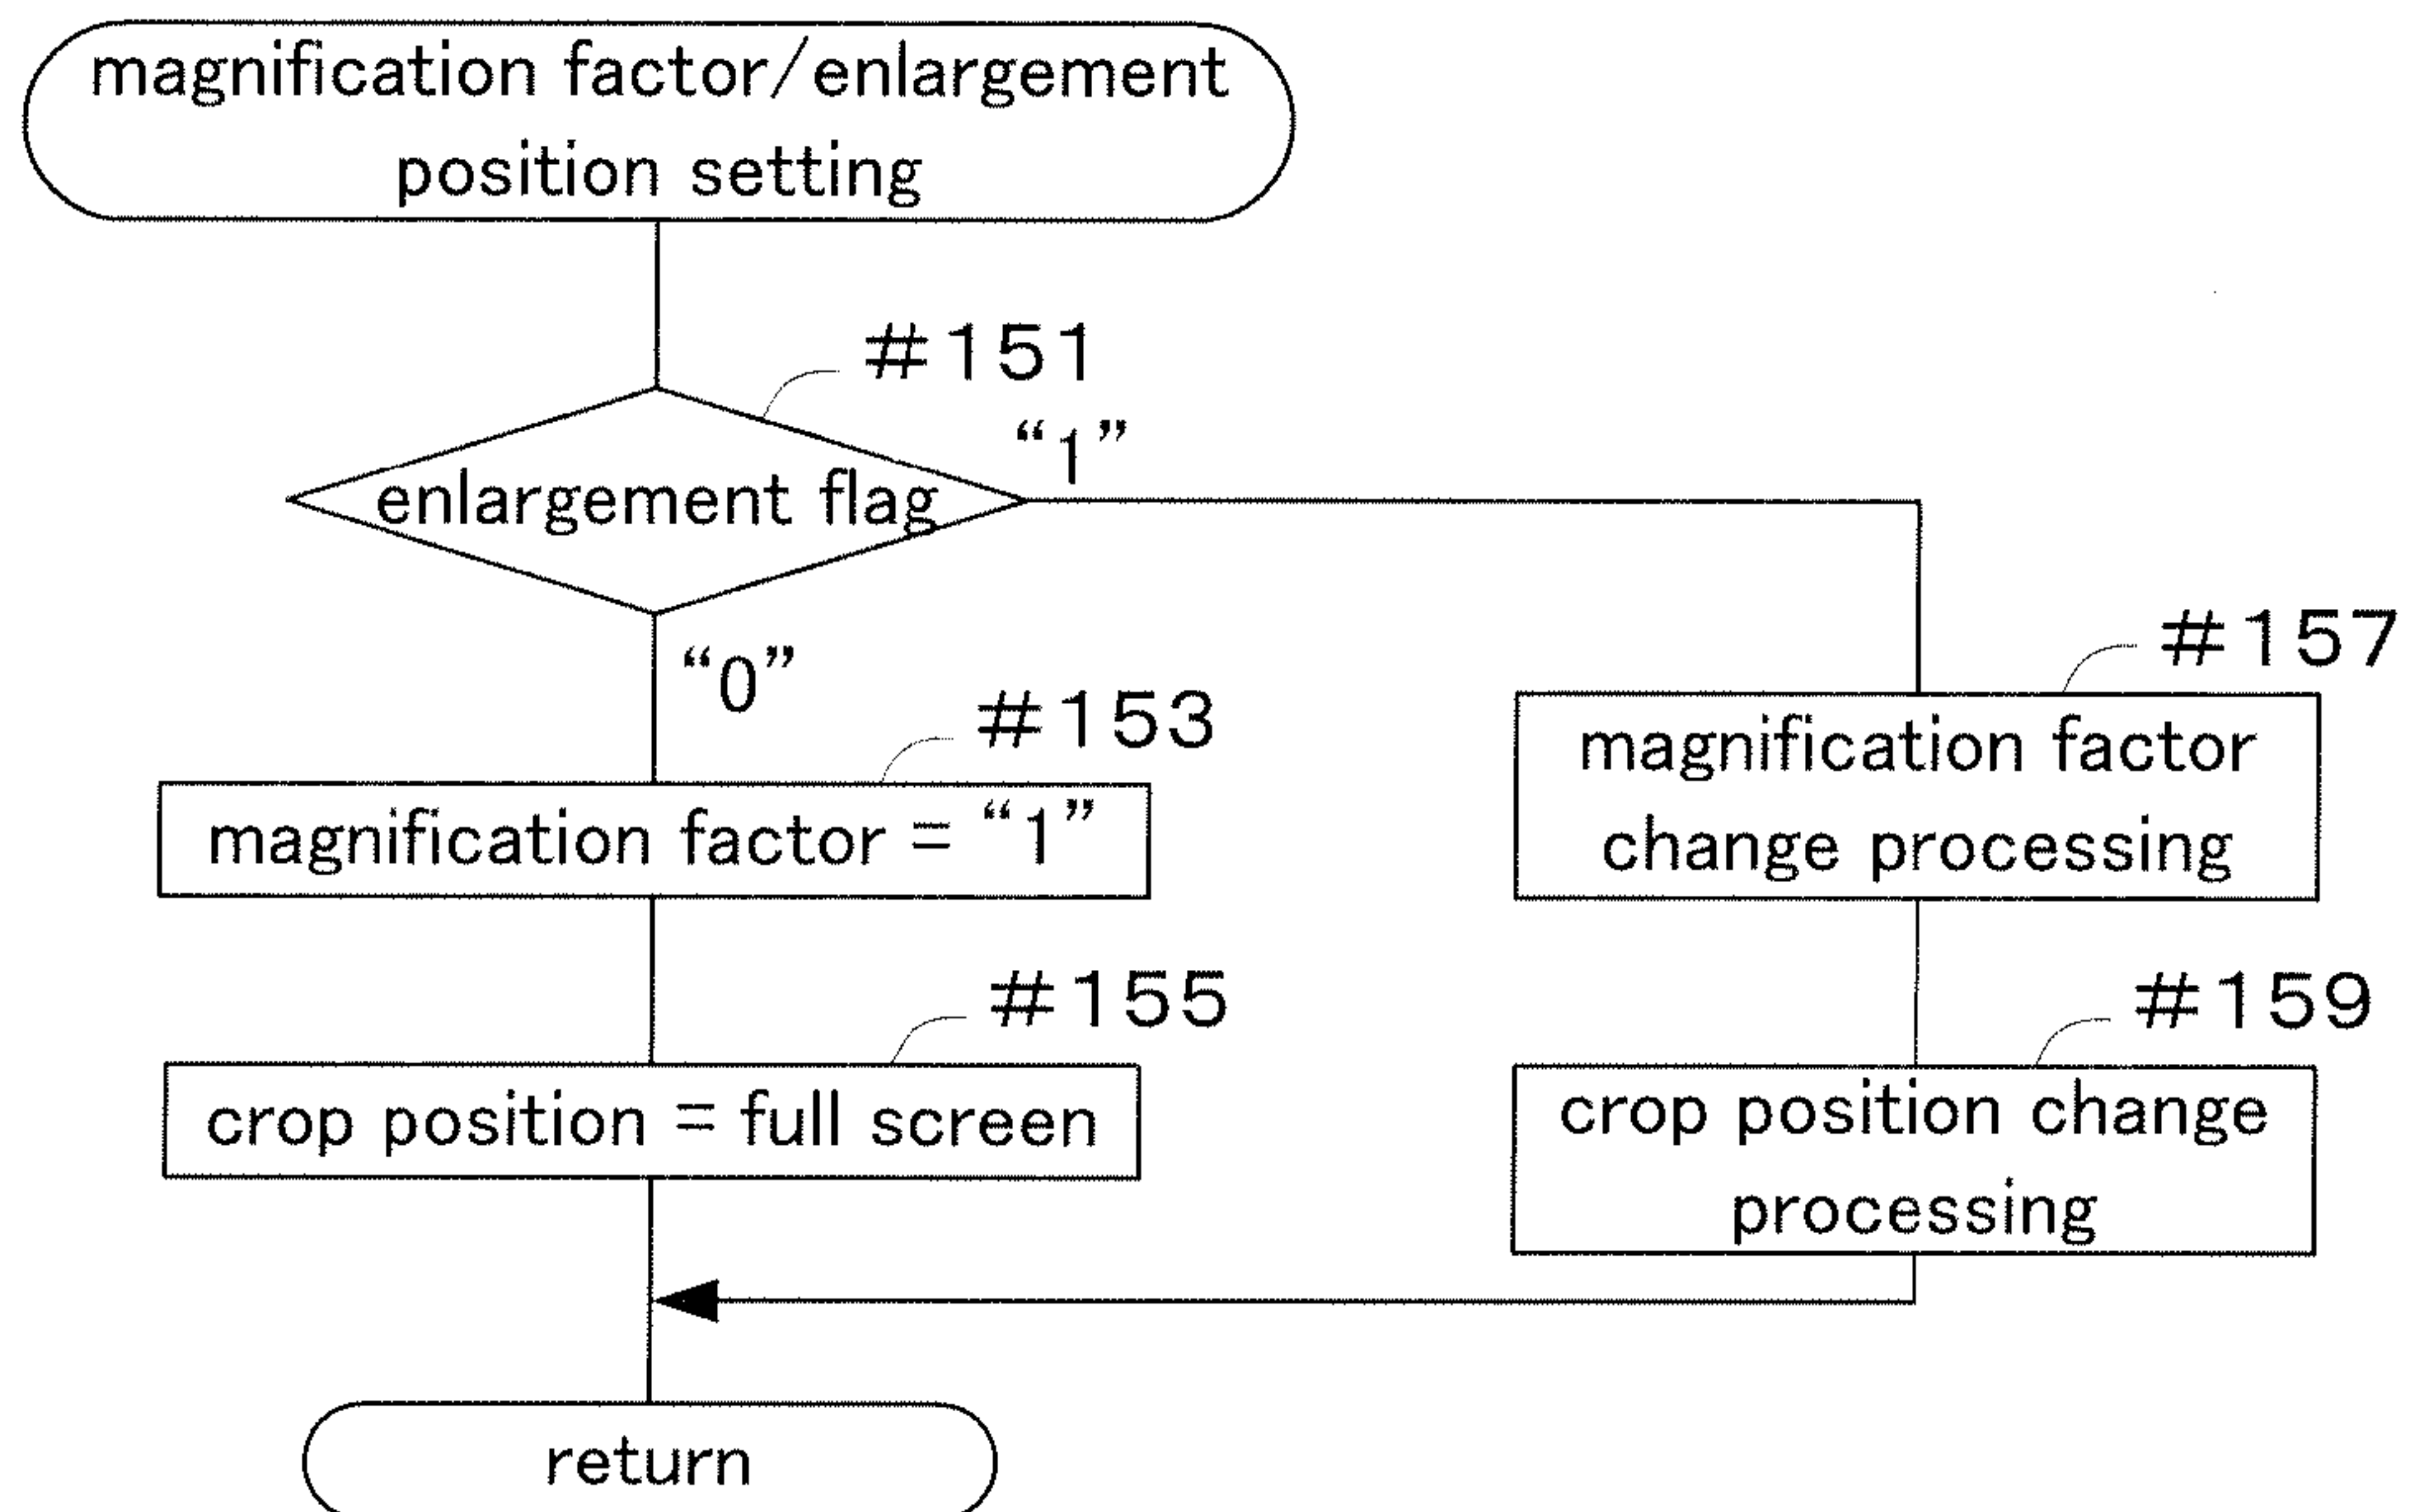 magnification factor/enlargement
position setting
#151
“1”
enlargement flag
“0”
#157
#153
magnification factor
change processing
magnification factor = “1”
#155
#159
crop position = full screen
crop position change
processing
return